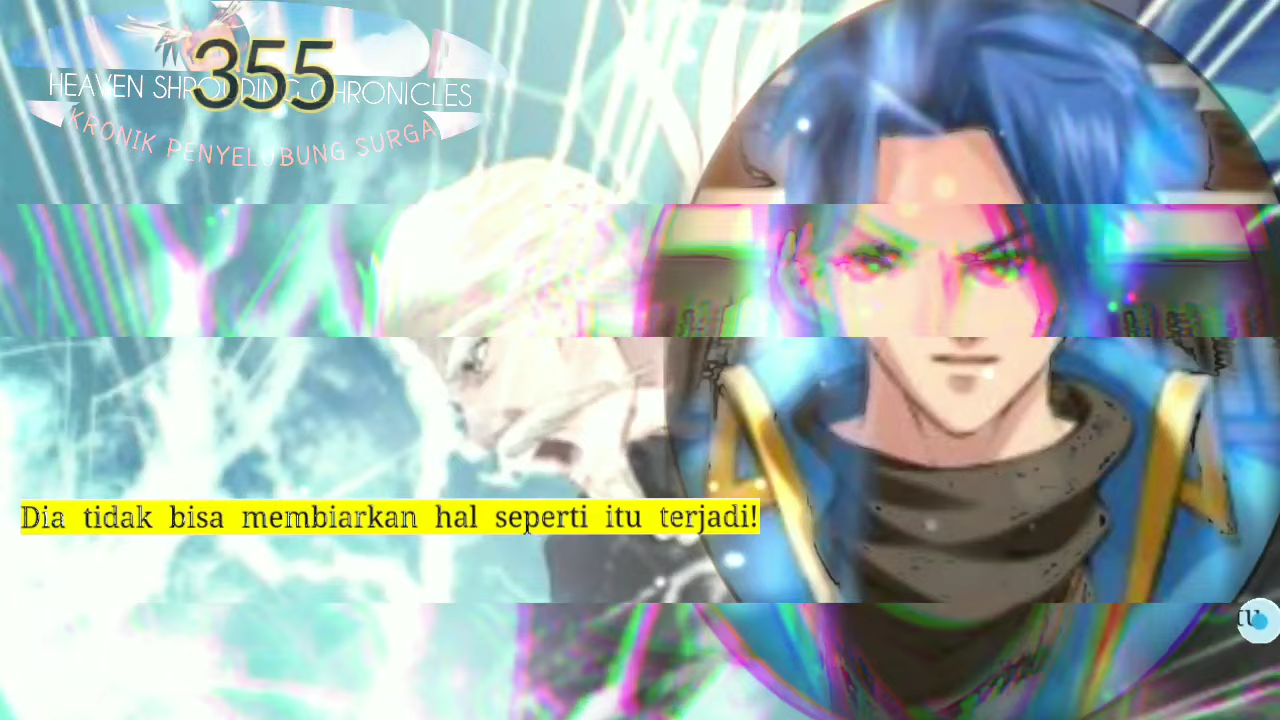 355
HEAVEN SHROUDING CHRONICLES
KRONIK PENYELUBUNG SURGA
Dia tidak bisa membiarkan hal seperti itu terjadi!